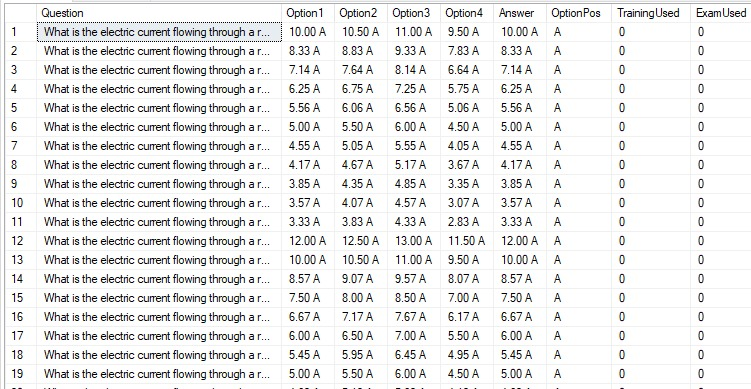 Question Option1 Option2 Option3 Option4 Answer OptionPos TrainingUsed ExamUsed
1 What is the electric current flowing through a r... 10.00 A 10.50 A 11.00 A 9.50 A 10.00 A A 0 0
2 What is the electric current flowing through a r... 8.33 A 8.83 A 9.33 A 7.83 A 8.33 A A 0 0
3 What is the electric current flowing through a r... 7.14 A 7.64 A 8.14 A 6.64 A 7.14 A A 0 0
4 What is the electric current flowing through a r... 6.25 A 6.75 A 7.25 A 5.75 A 6.25 A A 0 0
5 What is the electric current flowing through a r... 5.56 A 6.06 A 6.56 A 5.06 A 5.56 A A 0 0
6 What is the electric current flowing through a r... 5.00 A 5.50 A 6.00 A 4.50 A 5.00 A A 0 0
7 What is the electric current flowing through a r... 4.55 A 5.05 A 5.55 A 4.05 A 4.55 A A 0 0
8 What is the electric current flowing through a r... 4.17 A 4.67 A 5.17 A 3.67 A 4.17 A A 0 0
9 What is the electric current flowing through a r... 3.85 A 4.35 A 4.85 A 3.35 A 3.85 A A 0 0
10 What is the electric current flowing through a r... 3.57 A 4.07 A 4.57 A 3.07 A 3.57 A A 0 0
11 What is the electric current flowing through a r... 3.33 A 3.83 A 4.33 A 2.83 A 3.33 A A 0 0
12 What is the electric current flowing through a r... 12.00 A 12.50 A 13.00 A 11.50 A 12.00 A A 0 0
13 What is the electric current flowing through a r... 10.00 A 10.50 A 11.00 A 9.50 A 10.00 A A 0 0
14 What is the electric current flowing through a r... 8.57 A 9.07 A 9.57 A 8.07 A 8.57 A A 0 0
15 What is the electric current flowing through a r... 7.50 A 8.00 A 8.50 A 7.00 A 7.50 A A 0 0
16 What is the electric current flowing through a r... 6.67 A 7.17 A 7.67 A 6.17 A 6.67 A A 0 0
17 What is the electric current flowing through a r... 6.00 A 6.50 A 7.00 A 5.50 A 6.00 A A 0 0
18 What is the electric current flowing through a r... 5.45 A 5.95 A 6.45 A 4.95 A 5.45 A A 0 0
19 What is the electric current flowing through a r... 5.00 A 5.50 A 6.00 A 4.50 A 5.00 A A 0 0